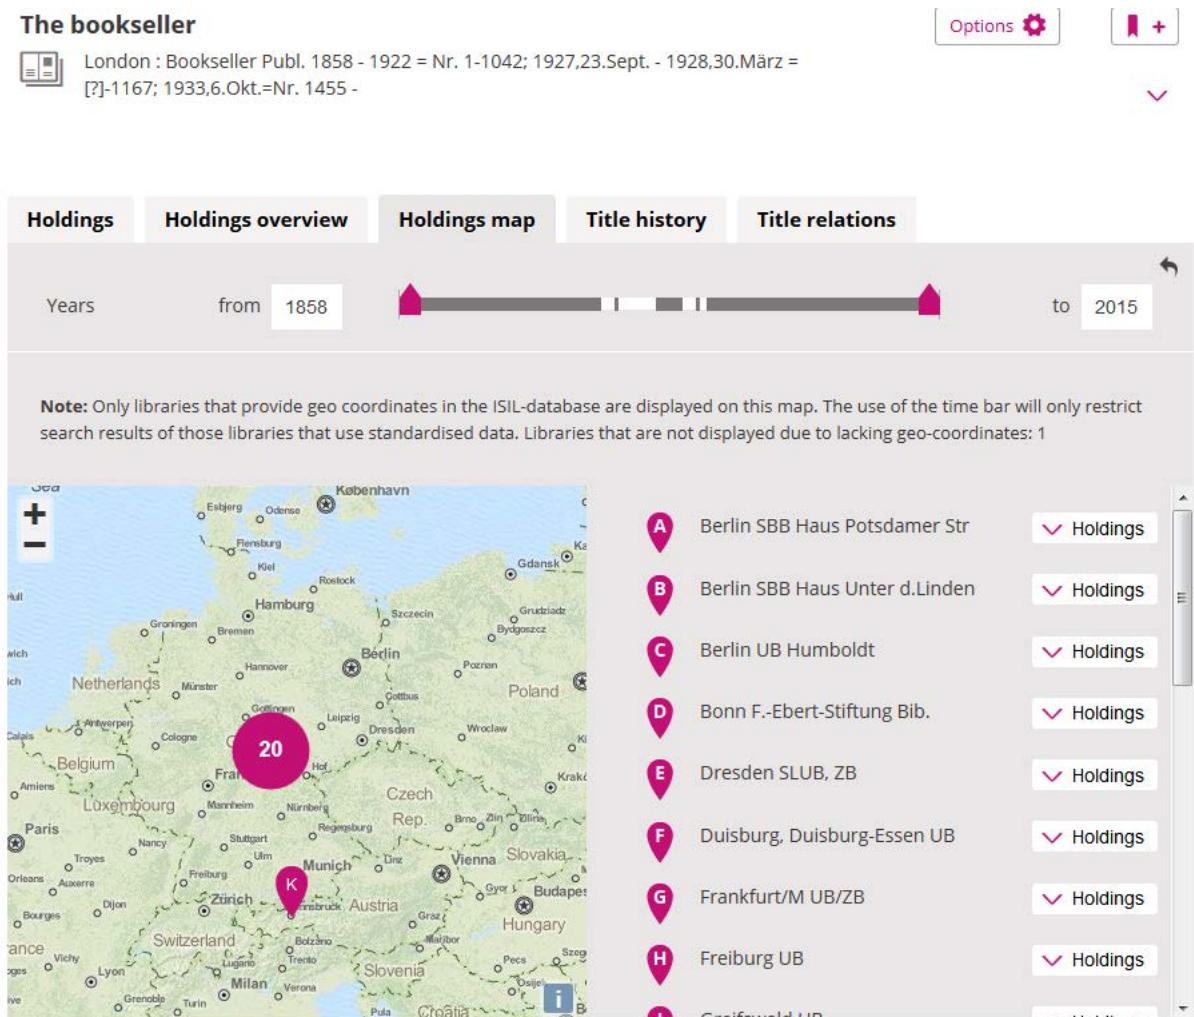 The bookseller
Options
+
London : Bookseller Publ. 1858 - 1922 = Nr. 1-1042; 1927,23.Sept. - 1928,30.März =
[?]-1167; 1933,6.Okt.=Nr. 1455 -
Holdings
Holdings overview
Holdings map
Title history
Title relations
Years
from
1858
to
2015
Note: Only libraries that provide geo coordinates in the ISIL-database are displayed on this map. The use of the time bar will only restrict
search results of those libraries that use standardised data. Libraries that are not displayed due to lacking geo-coordinates: 1
+
København
Esbjerg
Odense
Flensburg
Gdansk
Kiel
Rostock
Hamburg
Szczecin
Grudziadz
Groningen
Bremen
Bydgoszcz
Berlin
Hannover
Poznan
Netherlands
Münster
Cottbus
Poland
Gottingen
Leipzig
Antwerpen
Calais
Cologne
Dresden
Wroclaw
20
Belgium
Hof
Amiens
Luxembourg
Mannheim
Nürnberg
Czech
Rep.
Brno
Zlin
Zilina
Paris
Regensburg
Nancy
Stuttgart
Troyes
Ulm
Munich
Linz
Vienna
Slovakia
Orleans
Auxerre
Freiburg
K
Gyor
Dijon
Zürich
Austria
Bourges
Graz
Hungary
Switzerland
Bolzano
Maribor
Vichy
Lugano
Trento
Pecs
Lyon
Slovenia
Milan
Verona
Osijek
Grenoble
Turin
Pula
Croatia
i
A
Berlin SBB Haus Potsdamer Str
Holdings
B
Berlin SBB Haus Unter d.Linden
Holdings
C
Berlin UB Humboldt
Holdings
D
Bonn F.-Ebert-Stiftung Bib.
Holdings
E
Dresden SLUB, ZB
Holdings
F
Duisburg, Duisburg-Essen UB
Holdings
G
Frankfurt/M UB/ZB
Holdings
H
Freiburg UB
Holdings